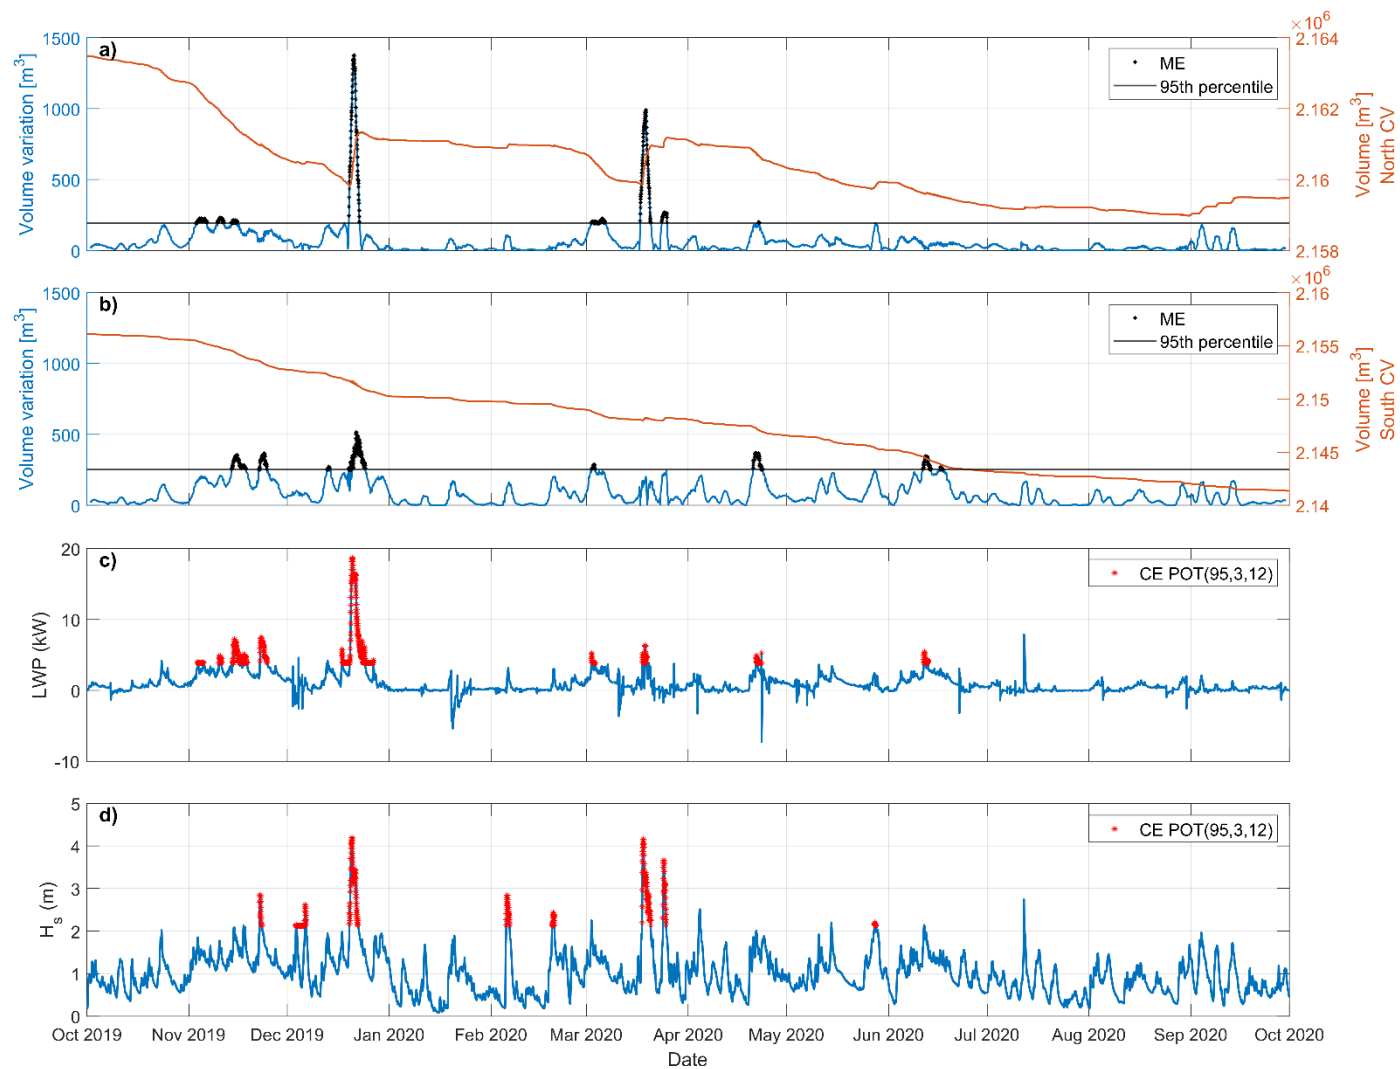 ×10⁶
a)
1500
1000
500
0
Volume variation [m³]
ME
95th percentile
2.164
2.162
2.16
2.158
Volume [m³]
North CV
×10⁶
b)
1500
1000
500
0
Volume variation [m³]
ME
95th percentile
2.16
2.155
2.15
2.145
2.14
Volume [m³]
South CV
c)
20
10
0
-10
LWP (kW)
CE POT(95,3,12)
d)
5
4
3
2
1
0
Hₛ (m)
CE POT(95,3,12)
Oct 2019 Nov 2019 Dec 2019 Jan 2020 Feb 2020 Mar 2020 Apr 2020 May 2020 Jun 2020 Jul 2020 Aug 2020 Sep 2020 Oct 2020
Date